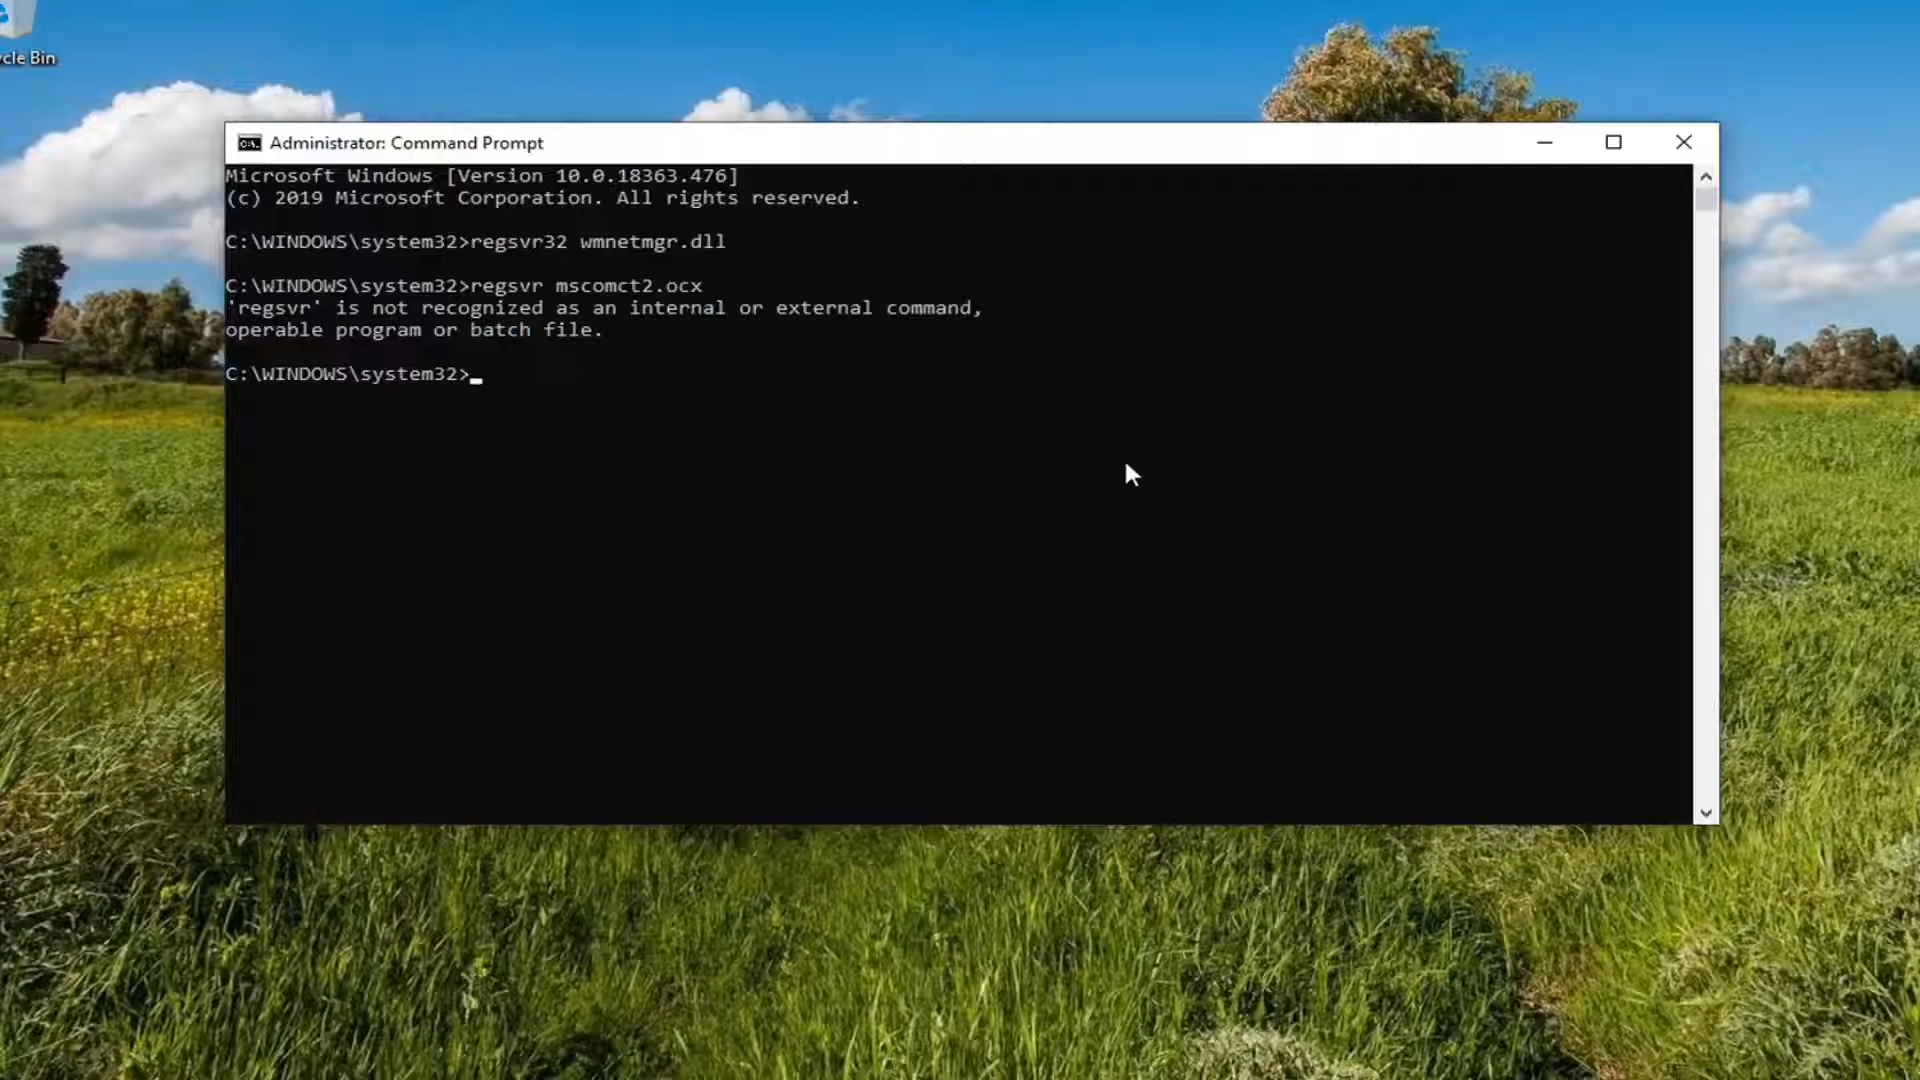 cle Bin
Administrator: Command Prompt
Microsoft Windows [Version 10.0.18363.476]
(c) 2019 Microsoft Corporation. All rights reserved.
C:\WINDOWS\system32>regsvr32 wmnetmgr.dll
C:\WINDOWS\system32>regsvr mscomct2.ocx
'regsvr' is not recognized as an internal or external command,
operable program or batch file.
C:\WINDOWS\system32>